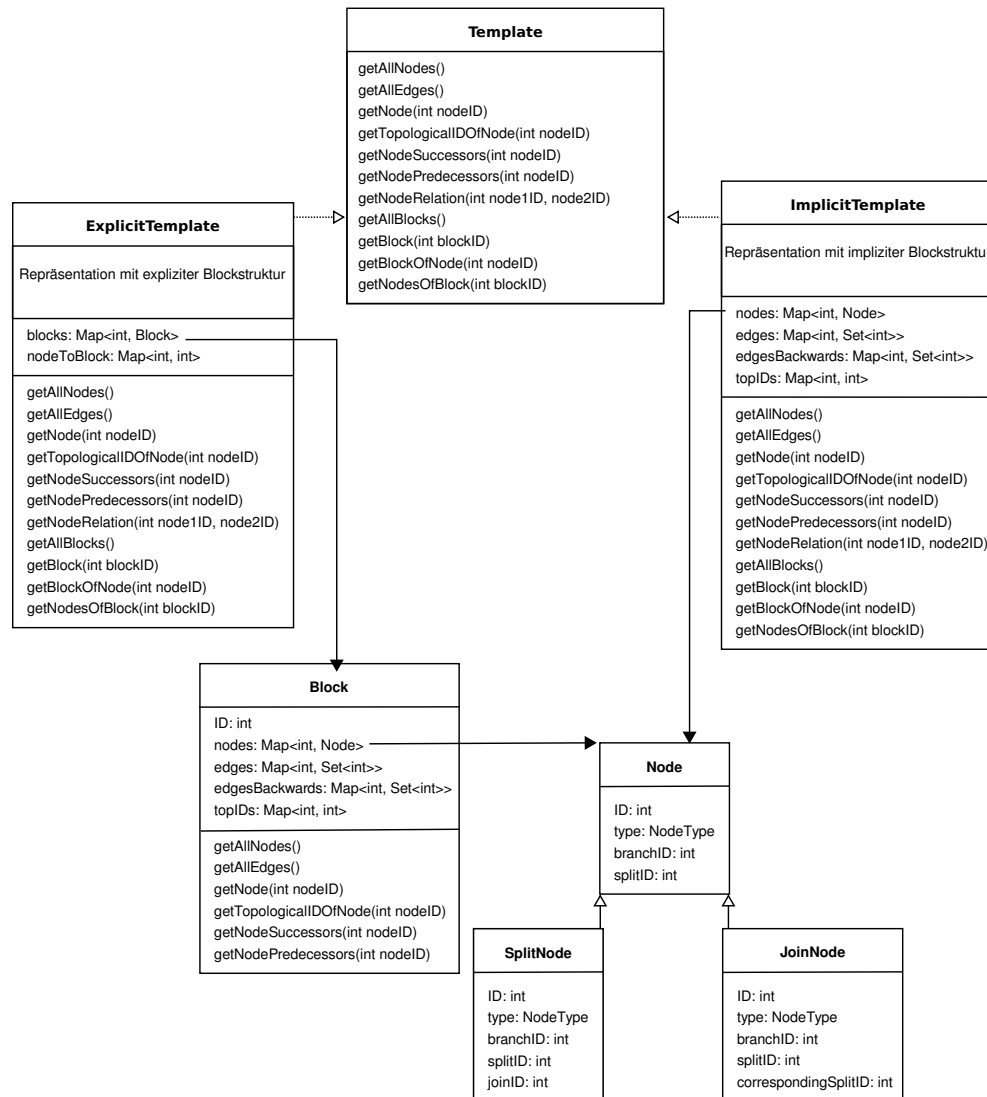 Template
getAllNodes()
getAllEdges()
getNode(int nodeID)
getTopologicalIDOfNode(int nodeID)
getNodeSuccessors(int nodeID)
getNodePredecessors(int nodeID)
getNodeRelation(int node1ID, node2ID)
getAllBlocks()
getBlock(int blockID)
getBlockOfNode(int nodeID)
getNodesOfBlock(int blockID)
ExplicitTemplate
Repräsentation mit expliziter Blockstruktur
blocks: Map<int, Block>
nodeToBlock: Map<int, int>
getAllNodes()
getAllEdges()
getNode(int nodeID)
getTopologicalIDOfNode(int nodeID)
getNodeSuccessors(int nodeID)
getNodePredecessors(int nodeID)
getNodeRelation(int node1ID, node2ID)
getAllBlocks()
getBlock(int blockID)
getBlockOfNode(int nodeID)
getNodesOfBlock(int blockID)
ImplicitTemplate
Repräsentation mit impliziter Blockstruktu
nodes: Map<int, Node>
edges: Map<int, Set<int>>
edgesBackwards: Map<int, Set<int>>
topIDs: Map<int, int>
getAllNodes()
getAllEdges()
getNode(int nodeID)
getTopologicalIDOfNode(int nodeID)
getNodeSuccessors(int nodeID)
getNodePredecessors(int nodeID)
getNodeRelation(int node1ID, node2ID)
getAllBlocks()
getBlock(int blockID)
getBlockOfNode(int nodeID)
getNodesOfBlock(int blockID)
Block
ID: int
nodes: Map<int, Node>
edges: Map<int, Set<int>>
edgesBackwards: Map<int, Set<int>>
topIDs: Map<int, int>
getAllNodes()
getAllEdges()
getNode(int nodeID)
getTopologicalIDOfNode(int nodeID)
getNodeSuccessors(int nodeID)
getNodePredecessors(int nodeID)
Node
ID: int
type: NodeType
branchID: int
splitID: int
SplitNode
ID: int
type: NodeType
branchID: int
splitID: int
joinID: int
JoinNode
ID: int
type: NodeType
branchID: int
splitID: int
correspondingSplitID: int